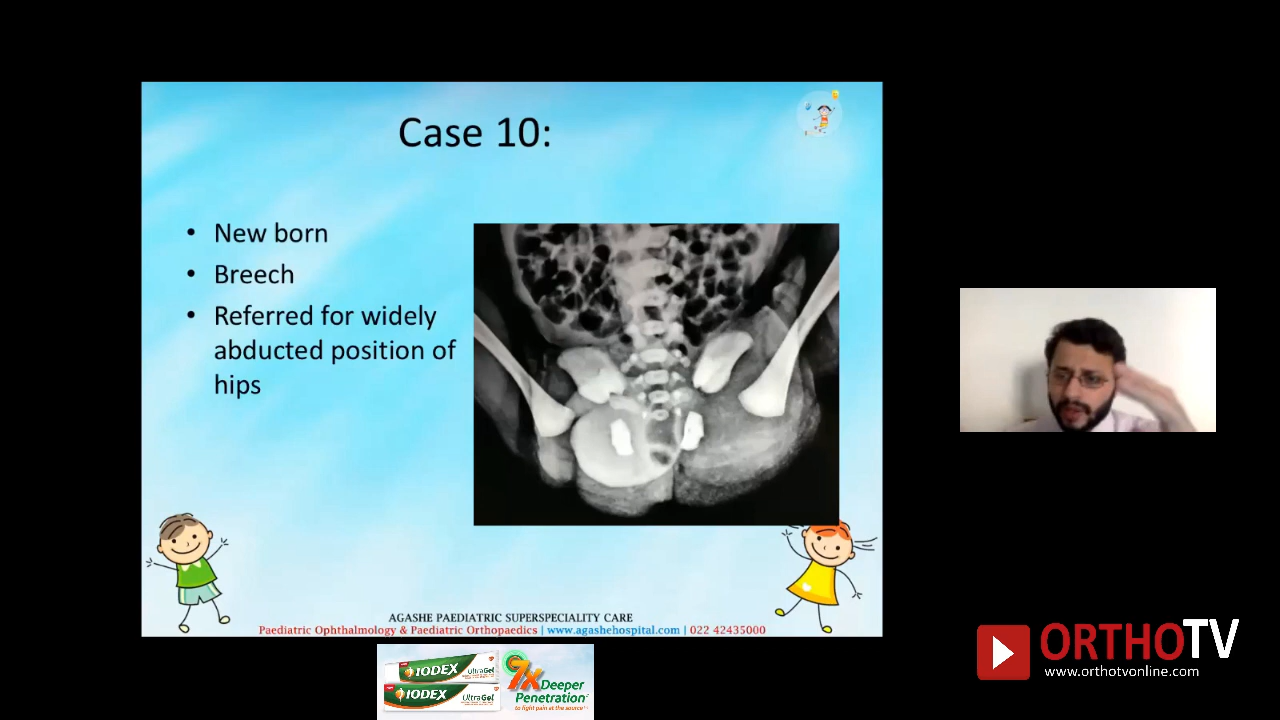 Case 10:
• New born
• Breech
• Referred for widely
abducted position of
hips
AGASHE PAEDIATRIC SUPERSPECIALITY CARE
Paediatric Ophthalmology & Paediatric Orthopaedics | www.agashehospital.com | 022 42435000
IODEX UltraGel
IODEX UltraGel
7X Deeper
Penetration
to fight pain at the source
ORTHOTV
www.orthotvonline.com